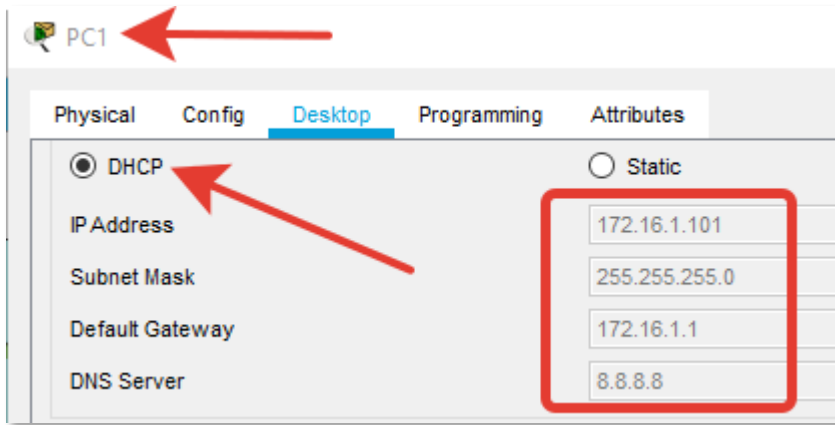 PC1
Physical Config Desktop Programming Attributes
DHCP Static
IP Address 172.16.1.101
Subnet Mask 255.255.255.0
Default Gateway 172.16.1.1
DNS Server 8.8.8.8